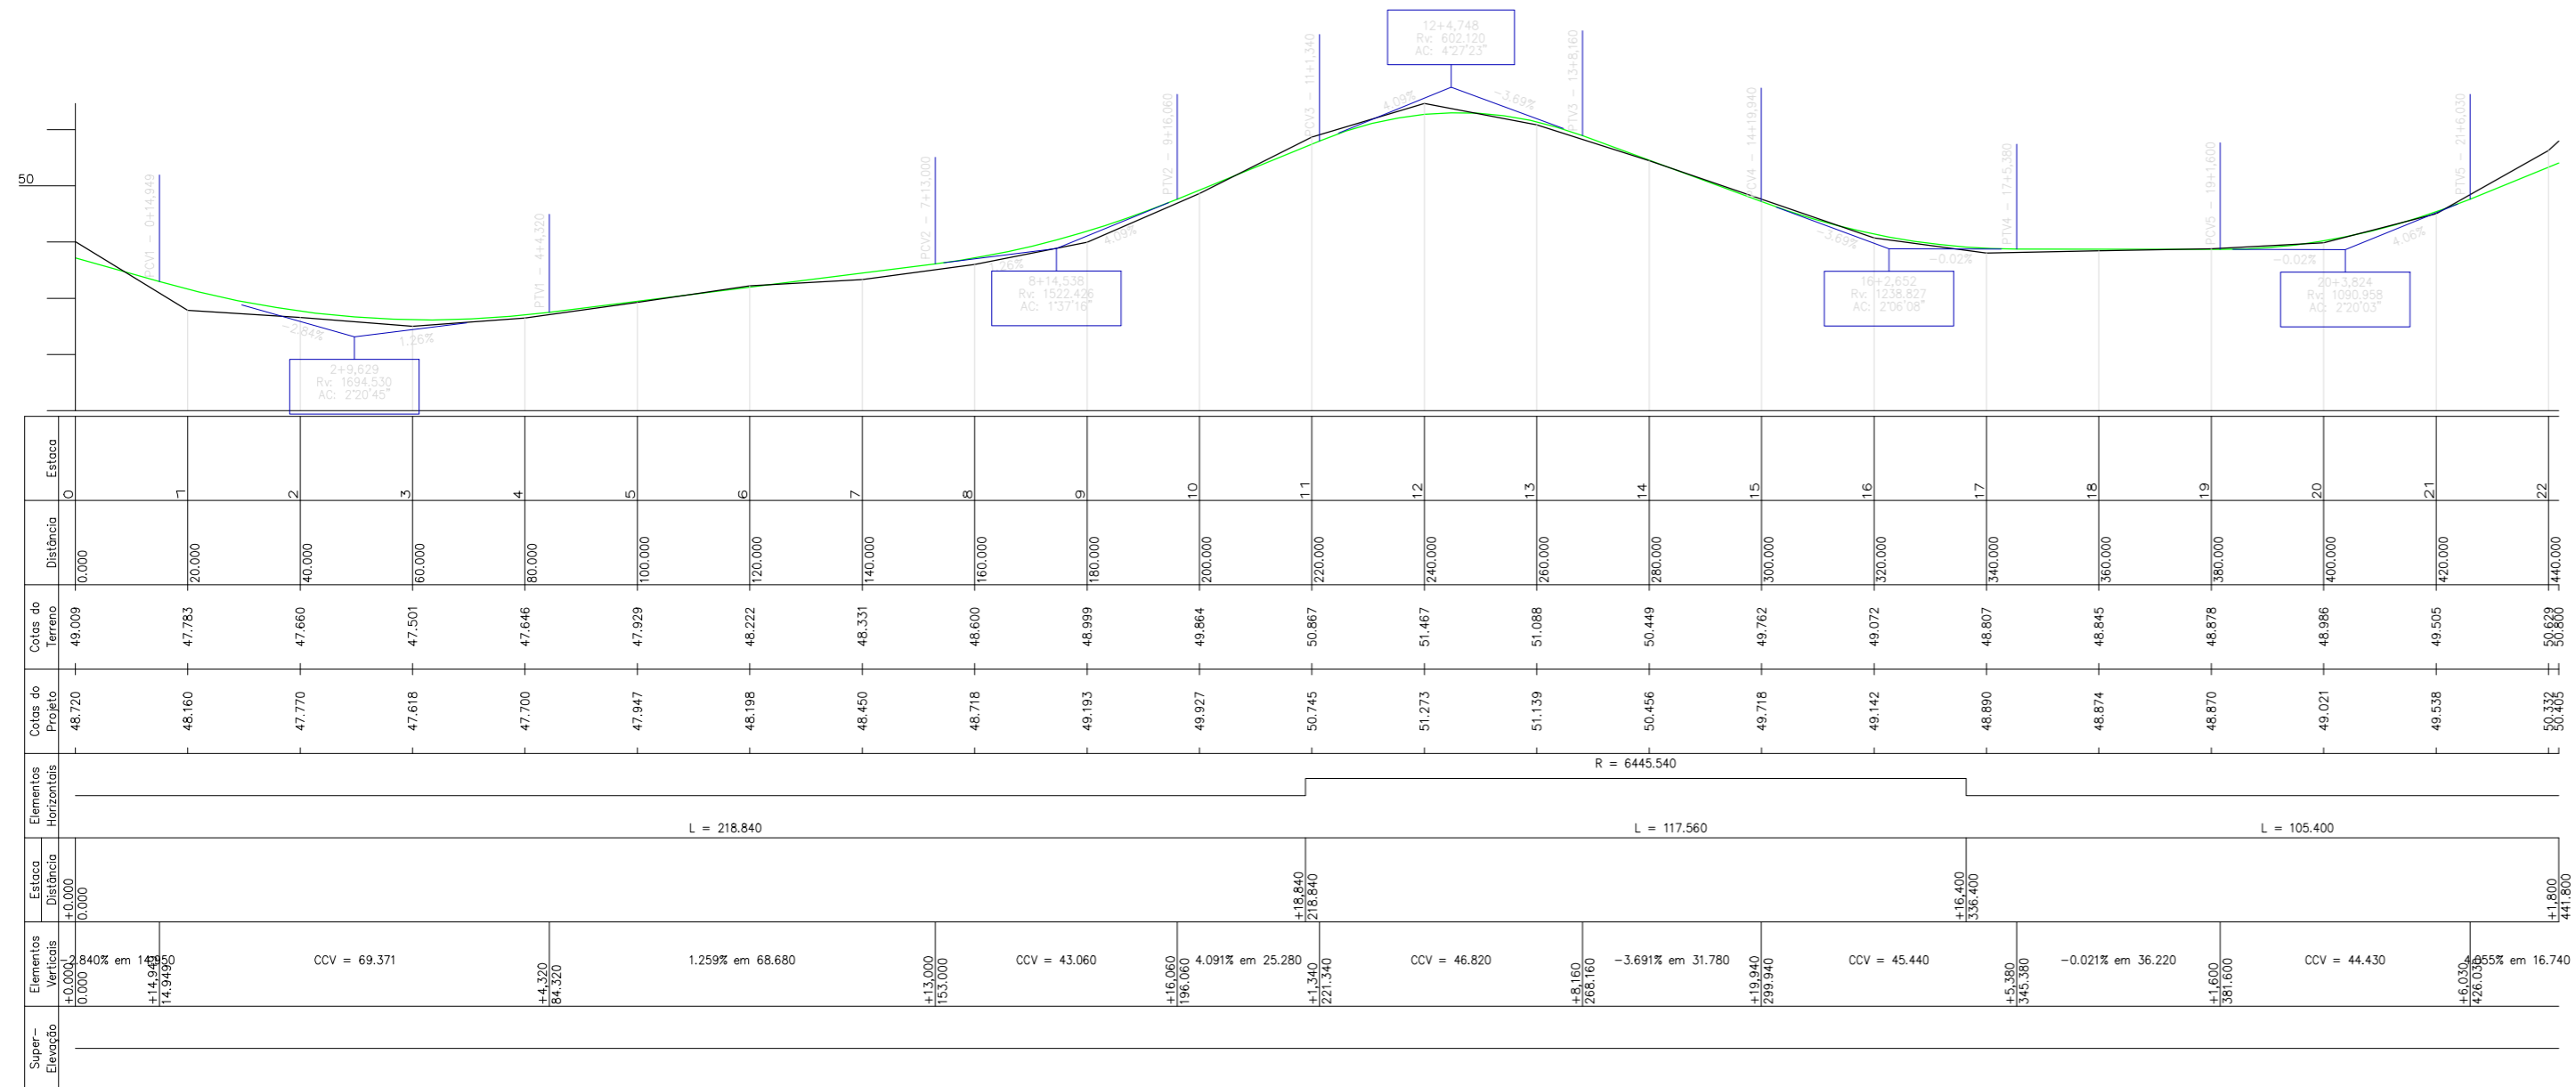 12+4,748
Rv: 602.120
AC: 4°27'23"
50
PCV1 - 0+14,949
PTV1 - 4+4,320
PCV2 - 7+13,000
PTV2 - 9+16,060
PCV3 - 11+1,340
PTV3 - 13+8,160
PCV4 - 14+19,940
PTV4 - 17+5,380
PCV5 - 19+1,600
PTV5 - 21+6,030
-2.84%
1.26%
26%
4.09%
4.09%
-3.69%
-3.69%
-0.02%
-0.02%
4.06%
2+9,629
Rv: 1694.530
AC: 2°20'45"
8+14,538
Rv: 1522.426
AC: 1°37'16"
16+2,652
Rv: 1238.827
AC: 2°06'08"
20+3,824
Rv: 1090.958
AC: 2°20'03"
Estaca
0 1 2 3 4 5 6 7 8 9 10 11 12 13 14 15 16 17 18 19 20 21 22
Distância
0.000 20.000 40.000 60.000 80.000 100.000 120.000 140.000 160.000 180.000 200.000 220.000 240.000 260.000 280.000 300.000 320.000 340.000 360.000 380.000 400.000 420.000 440.000
Cotas do
Terreno
49.009 47.783 47.660 47.501 47.646 47.929 48.222 48.331 48.600 48.999 49.864 50.867 51.467 51.098 50.449 49.762 49.072 48.807 48.845 48.878 48.986 49.505 50.629 50.800
Cotas do
Projeto
48.720 48.160 47.770 47.618 47.700 47.947 48.198 48.450 48.718 49.193 49.927 50.745 51.273 51.139 50.456 49.718 49.142 48.890 48.874 48.870 49.021 49.538 50.332 50.405
Elementos
Horizontais
R = 6445.540
L = 218.840
L = 117.560
L = 105.400
Estaca
Distância
+0.000
0.000
+18,840
218.840
+16,400
336.400
+1,800
441.800
Elementos
Verticais
-2.840% em 14.950
CCV = 69.371
1.259% em 68.680
CCV = 43.060
4.091% em 25.280
CCV = 46.820
-3.691% em 31.780
CCV = 45.440
-0.021% em 36.220
CCV = 44.430
4.055% em 16.740
+0.000
0.000
+14,949
14.949
+4,320
84.320
+13,000
153.000
+16,060
196.060
+1,340
221.340
+8,160
268.160
+19,940
299.940
+5,380
345.380
+1,600
381.600
+6,030
426.030
Super-
Elevação